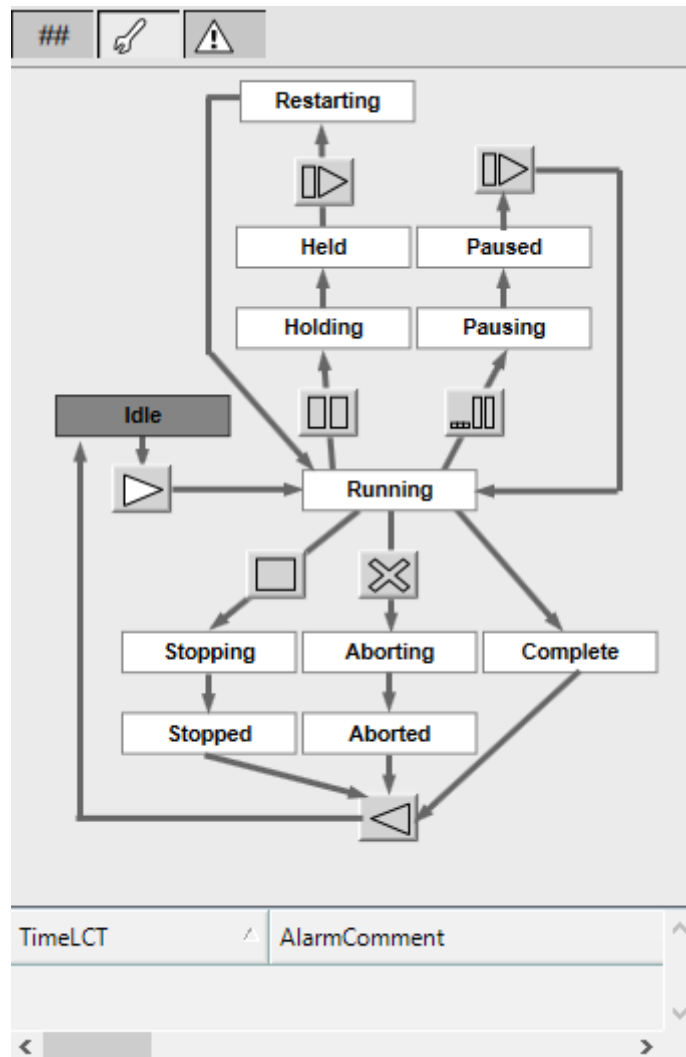 ##
Restarting
Held
Paused
Holding
Pausing
Idle
Running
Stopping
Aborting
Complete
Stopped
Aborted
TimeLCT
AlarmComment